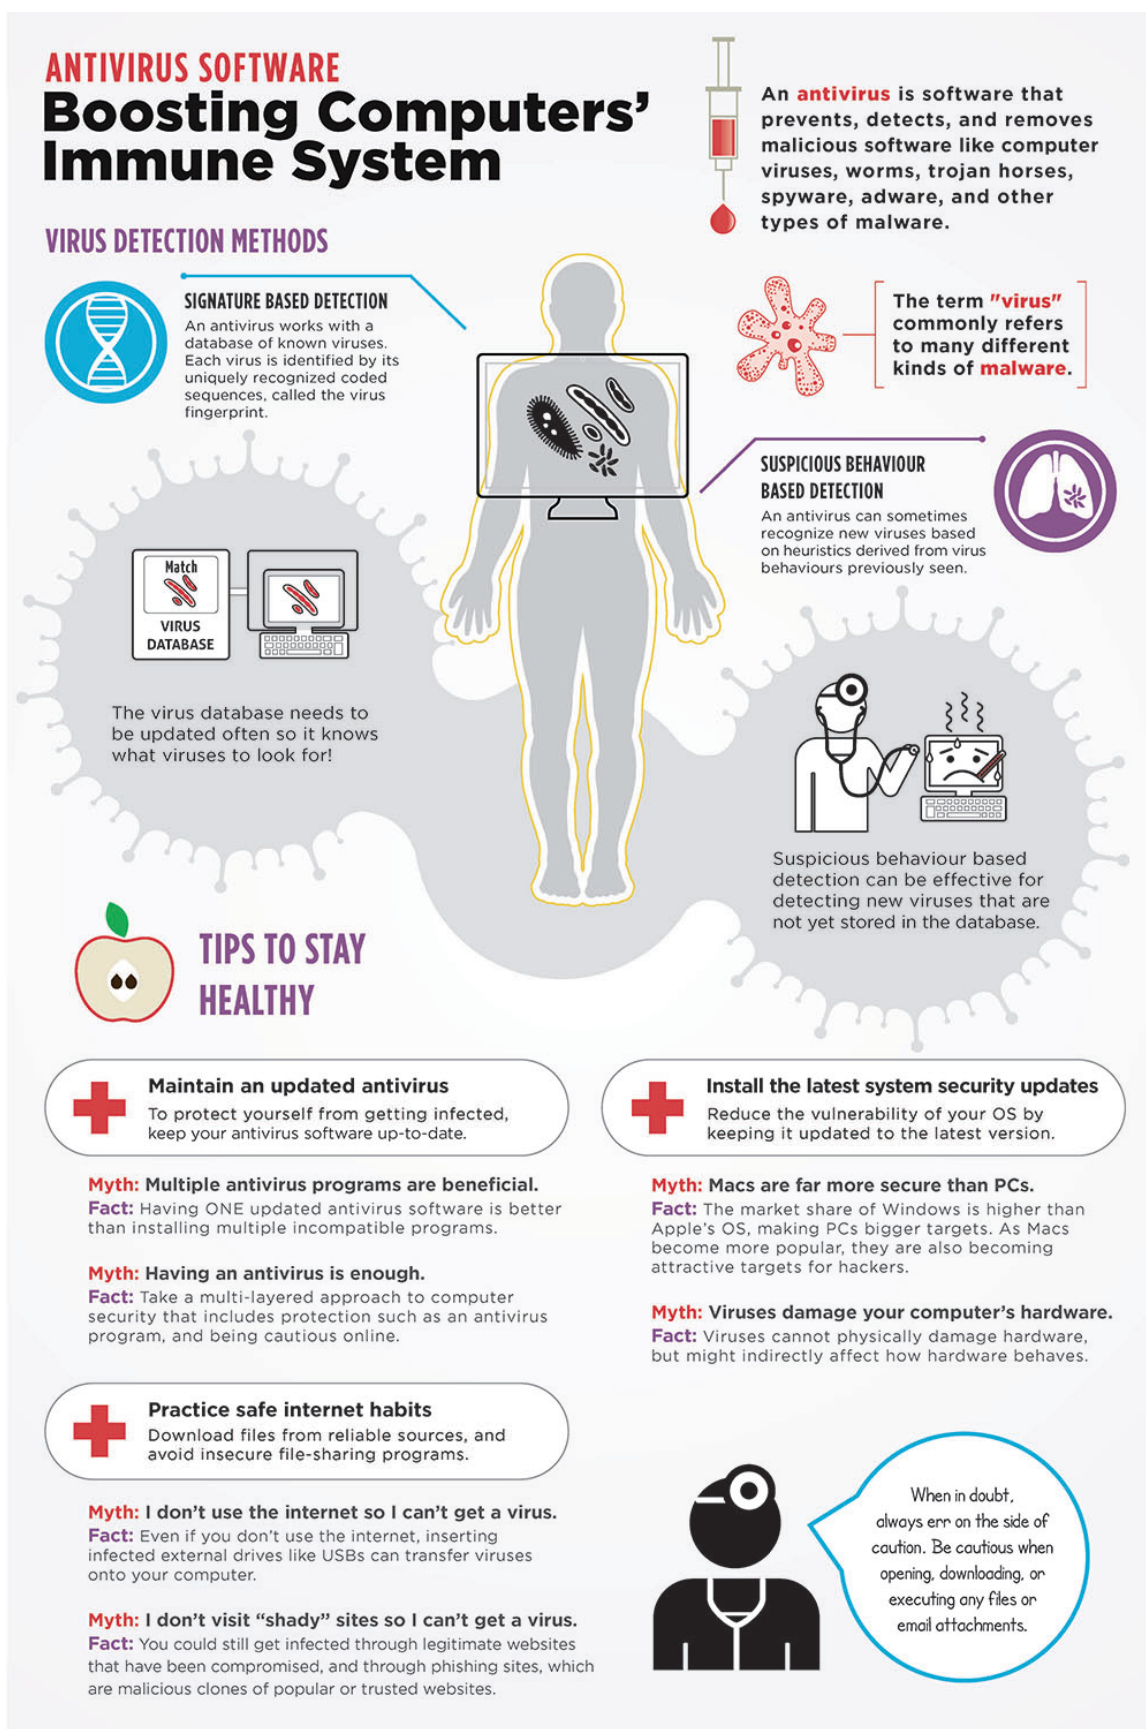 ANTIVIRUS SOFTWARE
Boosting Computers'
Immune System
An antivirus is software that
prevents, detects, and removes
malicious software like computer
viruses, worms, trojan horses,
spyware, adware, and other
types of malware.
VIRUS DETECTION METHODS
SIGNATURE BASED DETECTION
An antivirus works with a
database of known viruses.
Each virus is identified by its
uniquely recognized coded
sequences, called the virus
fingerprint.
The term "virus"
commonly refers
to many different
kinds of malware.
SUSPICIOUS BEHAVIOUR
BASED DETECTION
An antivirus can sometimes
recognize new viruses based
on heuristics derived from virus
behaviours previously seen.
Match
VIRUS
DATABASE
The virus database needs to
be updated often so it knows
what viruses to look for!
Suspicious behaviour based
detection can be effective for
detecting new viruses that are
not yet stored in the database.
TIPS TO STAY
HEALTHY
Maintain an updated antivirus
To protect yourself from getting infected,
keep your antivirus software up-to-date.
Myth: Multiple antivirus programs are beneficial.
Fact: Having ONE updated antivirus software is better
than installing multiple incompatible programs.
Myth: Having an antivirus is enough.
Fact: Take a multi-layered approach to computer
security that includes protection such as an antivirus
program, and being cautious online.
Install the latest system security updates
Reduce the vulnerability of your OS by
keeping it updated to the latest version.
Myth: Macs are far more secure than PCs.
Fact: The market share of Windows is higher than
Apple's OS, making PCs bigger targets. As Macs
become more popular, they are also becoming
attractive targets for hackers.
Myth: Viruses damage your computer's hardware.
Fact: Viruses cannot physically damage hardware,
but might indirectly affect how hardware behaves.
Practice safe internet habits
Download files from reliable sources, and
avoid insecure file-sharing programs.
Myth: I don't use the internet so I can't get a virus.
Fact: Even if you don't use the internet, inserting
infected external drives like USBs can transfer viruses
onto your computer.
Myth: I don't visit "shady" sites so I can't get a virus.
Fact: You could still get infected through legitimate websites
that have been compromised, and through phishing sites, which
are malicious clones of popular or trusted websites.
When in doubt,
always err on the side of
caution. Be cautious when
opening, downloading, or
executing any files or
email attachments.